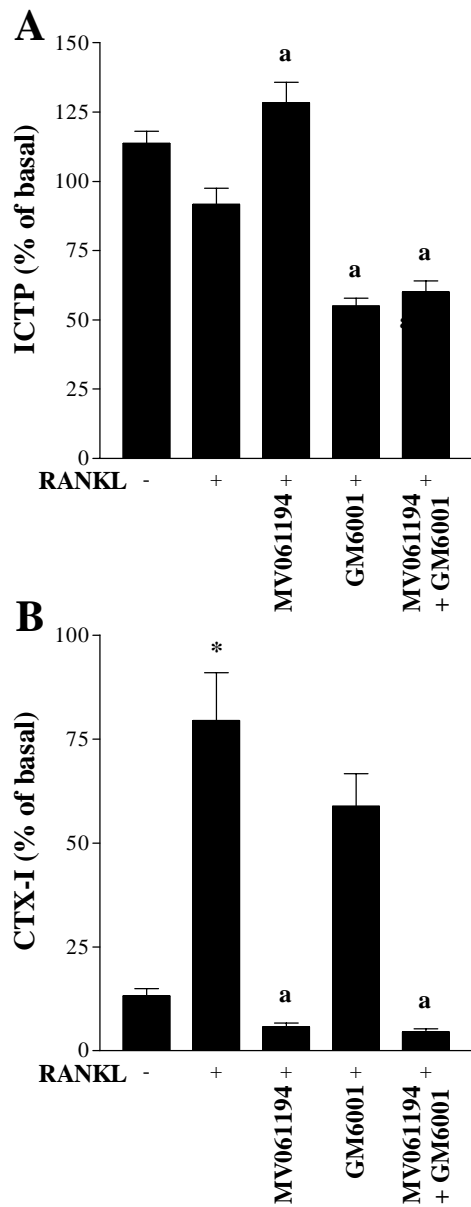 A
150
a
125
100
a
a
75
50
a
25
0
ICTP (% of basal)
RANKL - + + + +
MV061194
GM6001
MV061194
+ GM6001
B
100
*
75
50
25
a
a
0
CTX-I (% of basal)
RANKL - + + + +
MV061194
GM6001
MV061194
+ GM6001